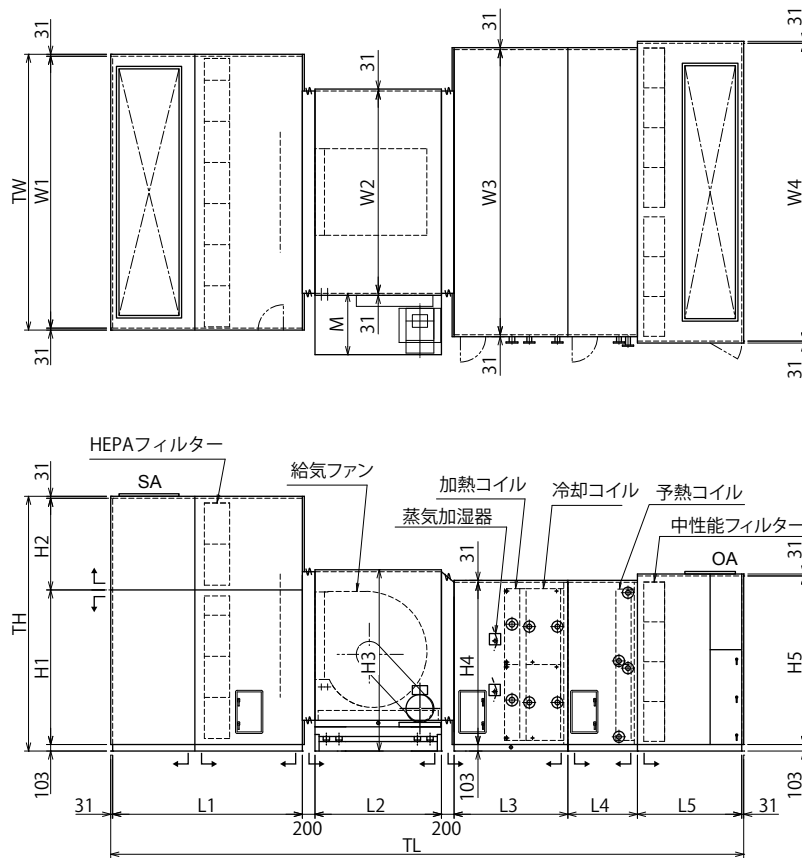 31
31
31
31
TW
W1
W2
W3
W4
M
31
31
31
31
HEPAフィルター
SA
給気ファン
加熱コイル
冷却コイル
予熱コイル
蒸気加湿器
中性能フィルター
OA
31
31
31
TH
H2
H1
H3
H4
H5
103
103
103
31
L1
200
L2
200
L3
L4
L5
31
TL